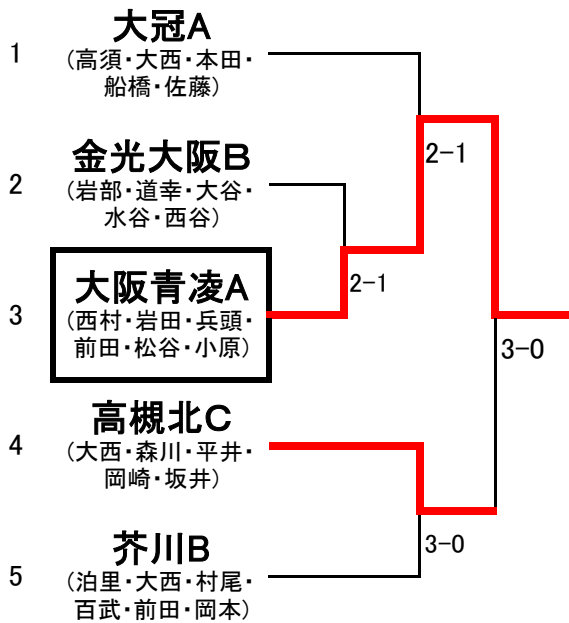 1
大冠A
（高須・大西・本田・
船橋・佐藤）
2
金光大阪B
（岩部・道幸・大谷・
水谷・西谷）
3
大阪青凌A
（西村・岩田・兵頭・
前田・松谷・小原）
4
高槻北C
（大西・森川・平井・
岡崎・坂井）
5
芥川B
（泊里・大西・村尾・
百武・前田・岡本）
2-1
2-1
3-0
3-0